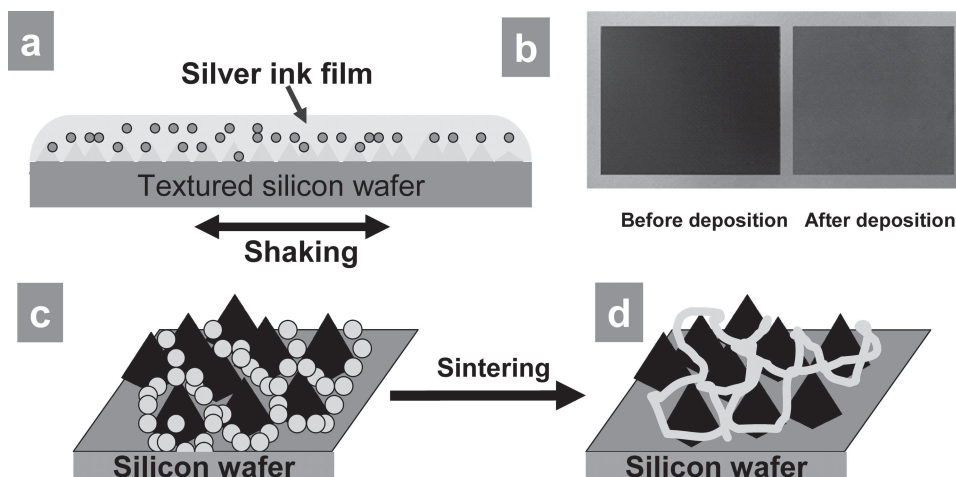 a
b
Silver ink film
Textured silicon wafer
Shaking
Before deposition After deposition
c
d
Sintering
Silicon wafer
Silicon wafer